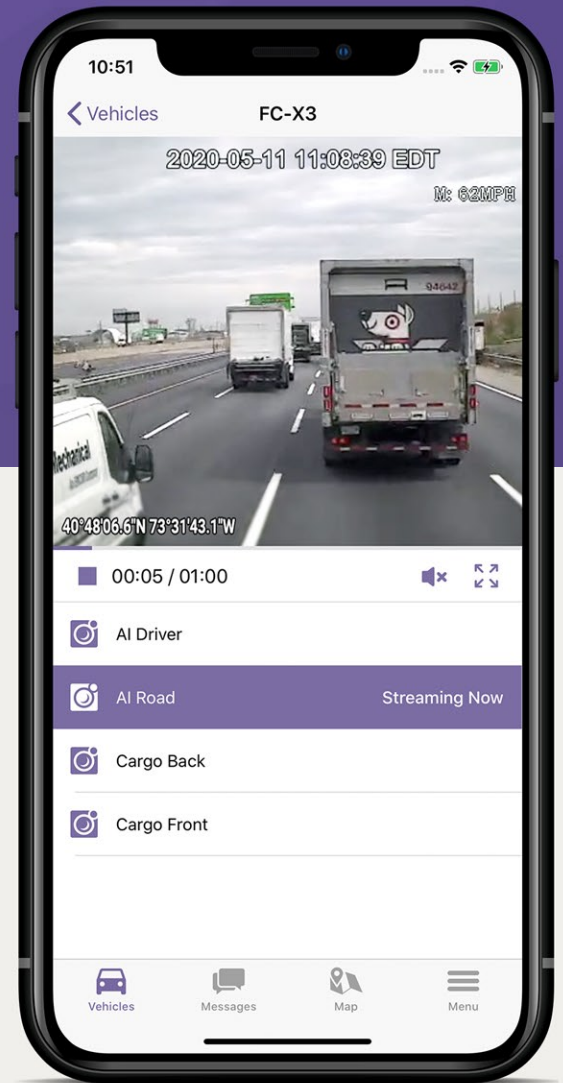 10:51
Vehicles
FC-X3
2020-05-11 11:08:39 EDT
M: 62MPH
94642
Mechanical
40°48'06.6"N 73°31'43.1"W
00:05 / 01:00
AI Driver
AI Road
Streaming Now
Cargo Back
Cargo Front
Vehicles
Messages
Map
Menu